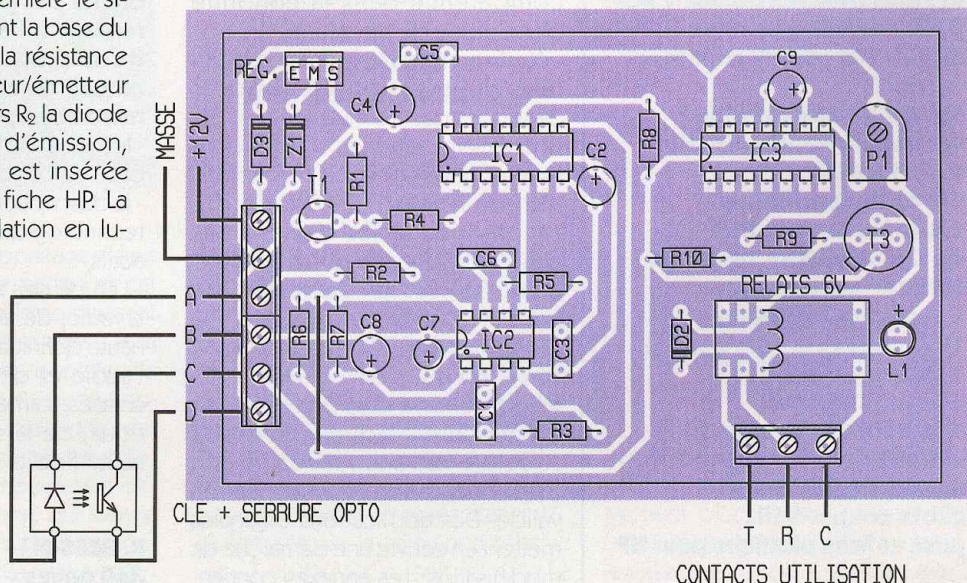 ernière le si-
nt la base du
la résistance
eur/émetteur
rs R₂ la diode
d'émission,
est insérée
fiche HP. La
lation en lu-
MASSE
+12V
REG.
E M S
C5
C9
C4
D3
Z1
IC1
R8
IC3
P1
R1
C2
T1
R4
R9
T3
R2
C6
R10
R5
RELAIS 6V
A
B
C
D
R6
R7
C8
C7
IC2
C3
D2
L1
C1
R3
CLE + SERRURE OPTO
T R C
CONTACTS UTILISATION